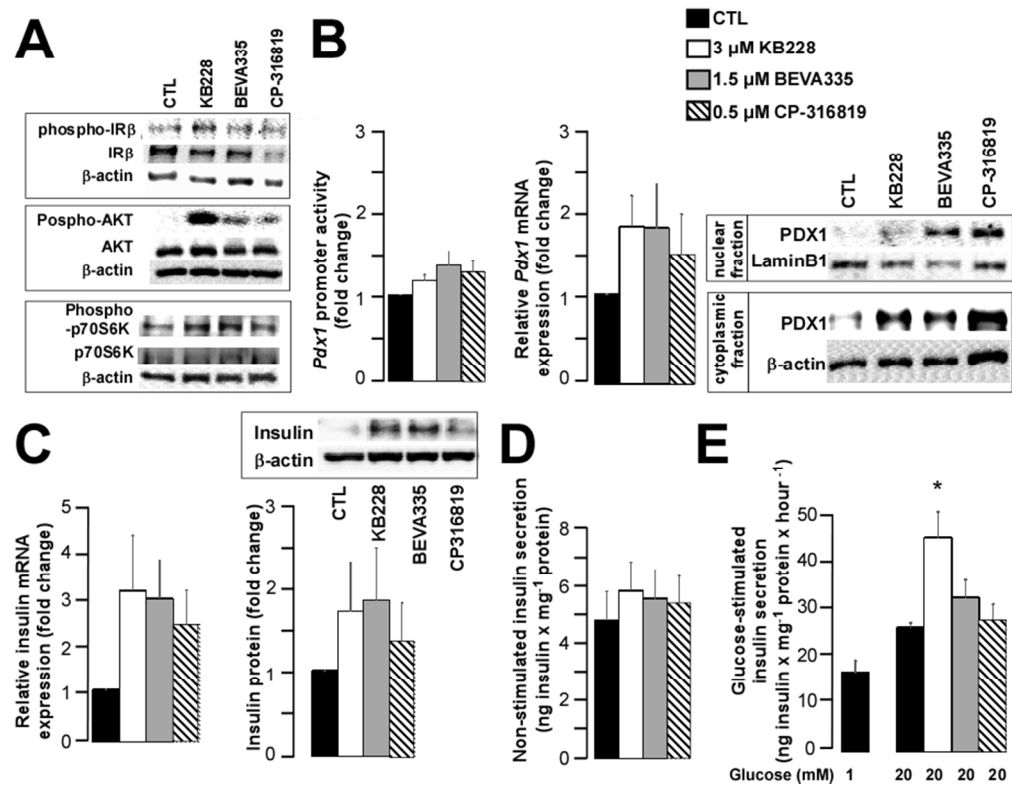 A
CTL
KB228
BEVA335
CP-316819
phospho-IRβ
IRβ
β-actin
Pospho-AKT
AKT
β-actin
Phospho
-p70S6K
p70S6K
β-actin
B
CTL
3 µM KB228
1.5 µM BEVA335
0.5 µM CP-316819
Pdx1 promoter activity
(fold change)
3
2
1
0
Relative Pdx1 mRNA
expression (fold change)
3
2
1
0
CTL
KB228
BEVA335
CP-316819
nuclear
fraction
PDX1
LaminB1
cytoplasmic
fraction
PDX1
β-actin
C
Relative insulin mRNA
expression (fold change)
5
4
3
2
1
0
Insulin
β-actin
CTL
KB228
BEVA335
CP316819
Insulin protein (fold change)
3
2
1
0
D
Non-stimulated insulin secretion
(ng insulin x mg-1 protein)
8
6
4
6
2
0
E
Glucose-stimulated
insulin secretion
(ng insulin x mg-1 protein x hour -1)
50
40
30
20
10
0
*
Glucose (mM) 1 20 20 20 20